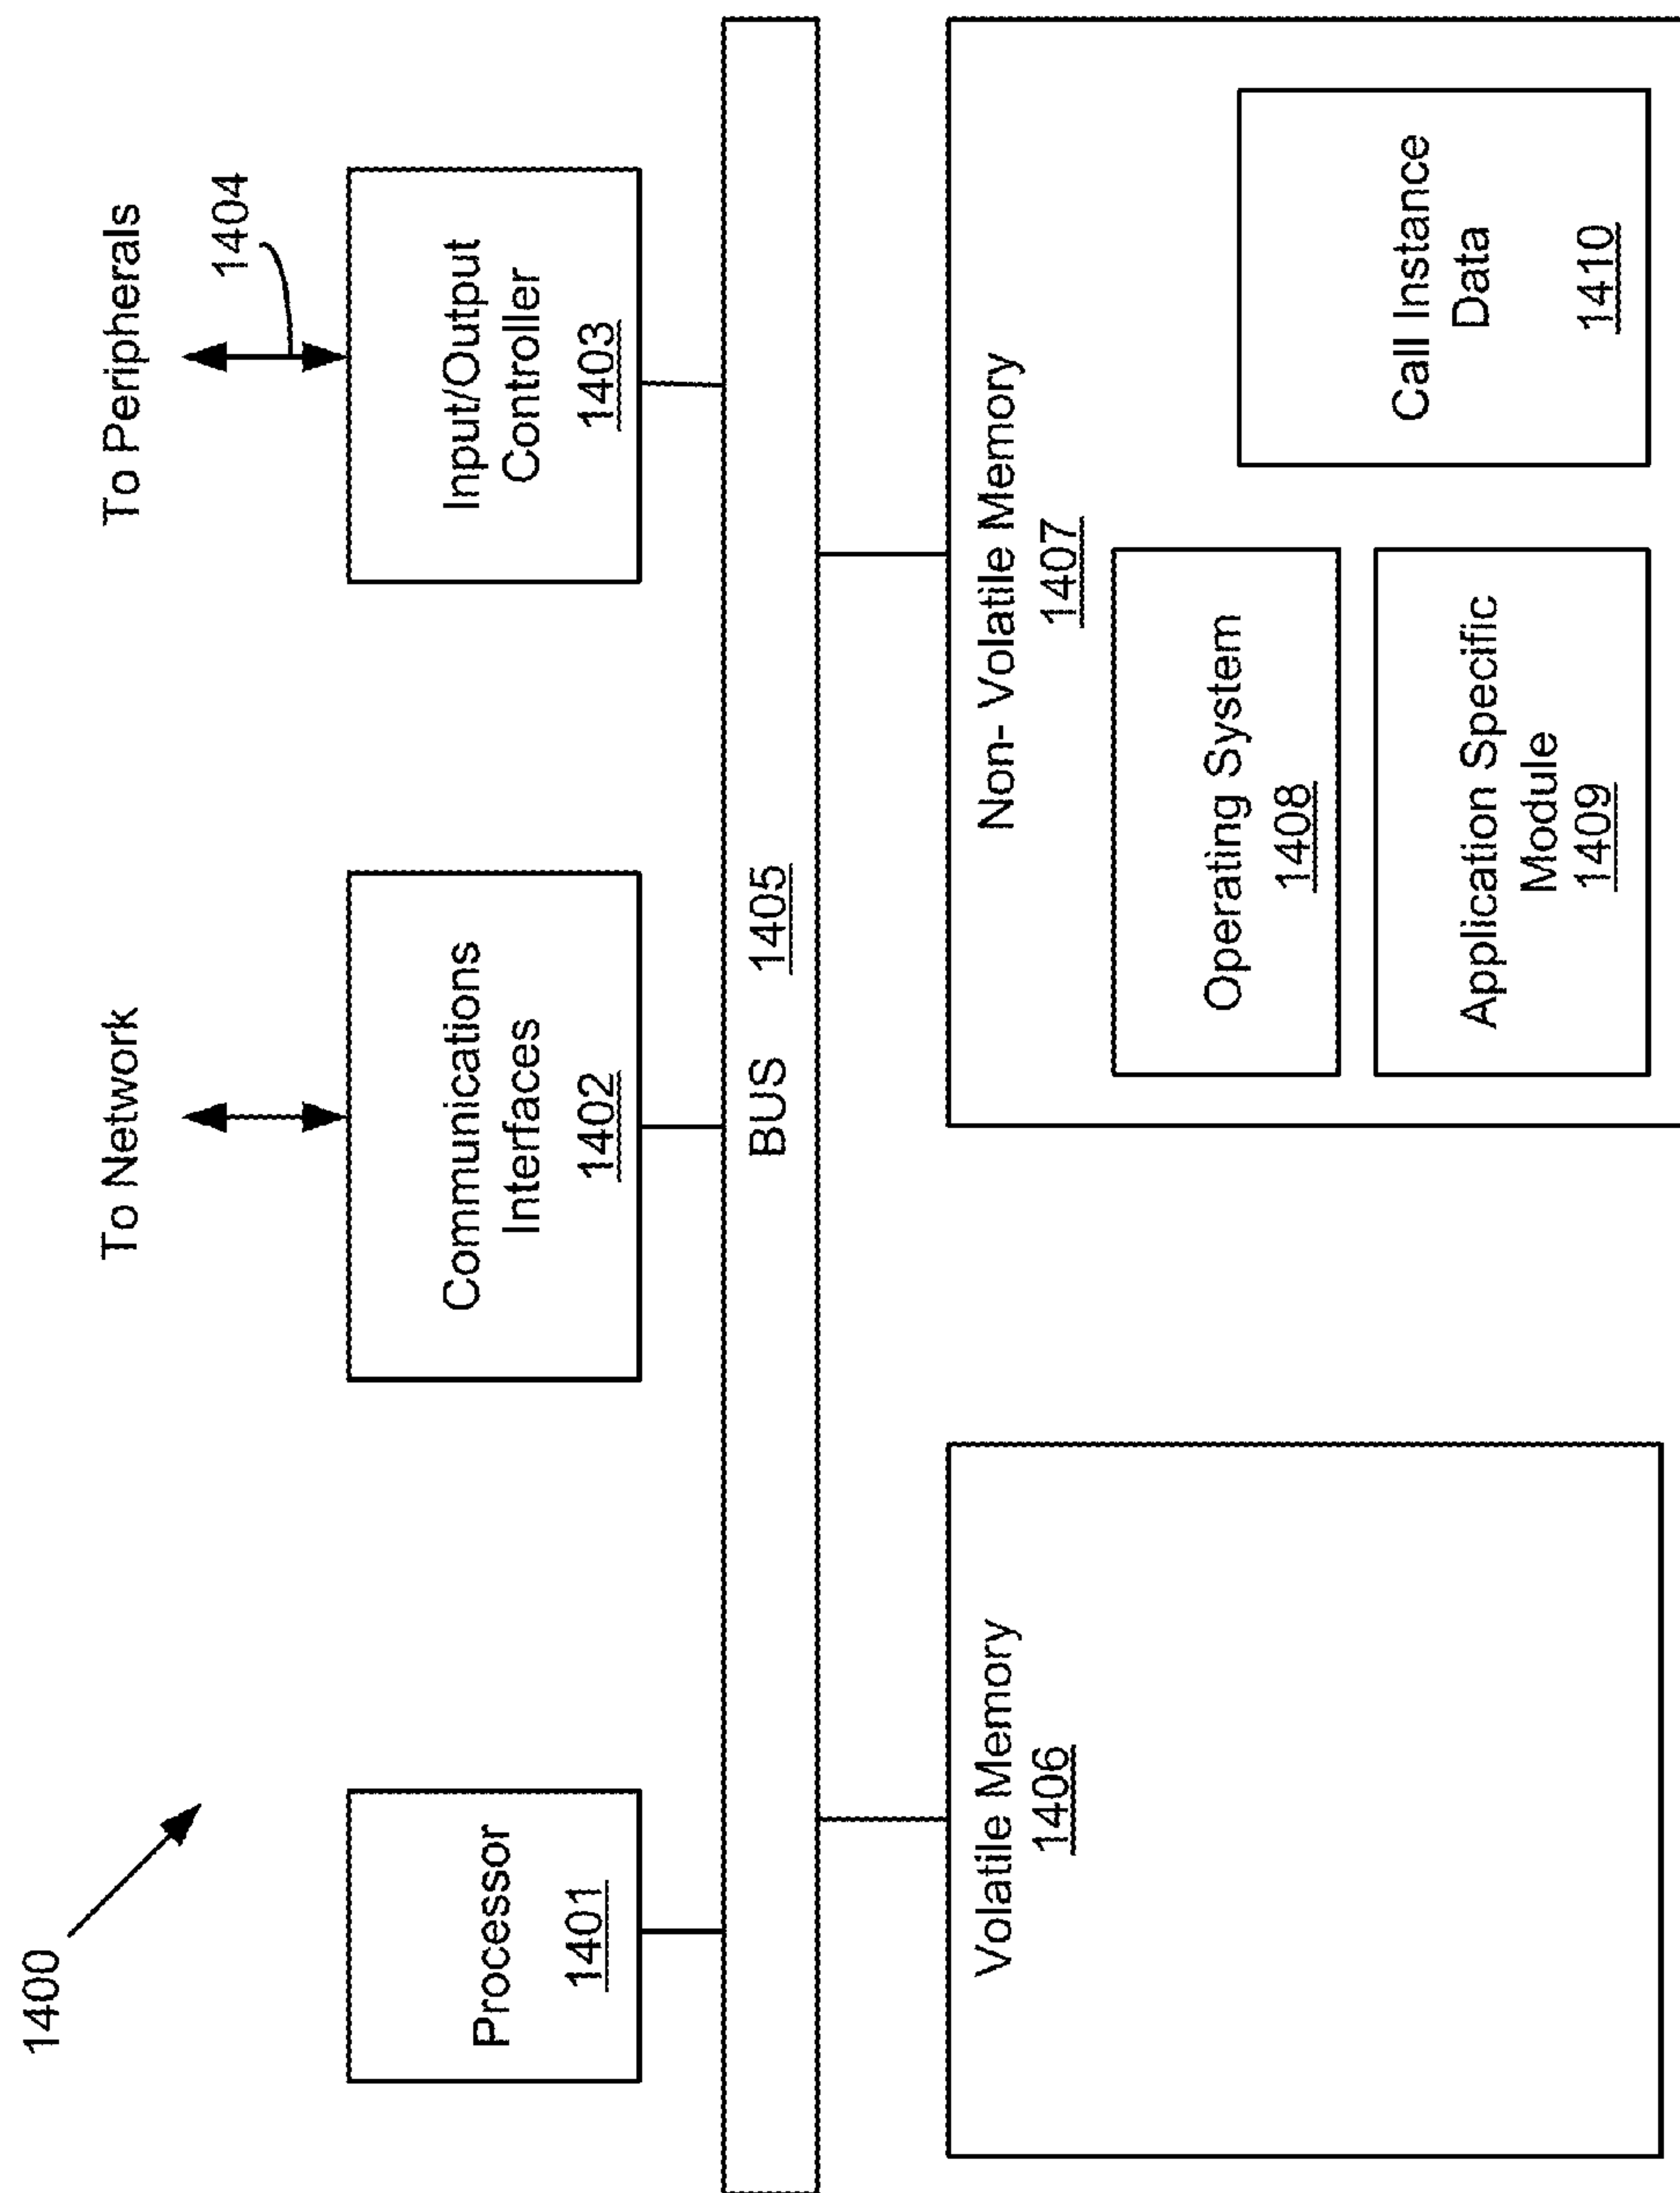 1400
To Network
To Peripherals
1404
Processor
1401
Communications
Interfaces
1402
Input/Output
Controller
1403
BUS 1405
Volatile Memory
1406
Non- Volatile Memory
1407
Operating System
1408
Application Specific
Module
1409
Call Instance
Data
1410